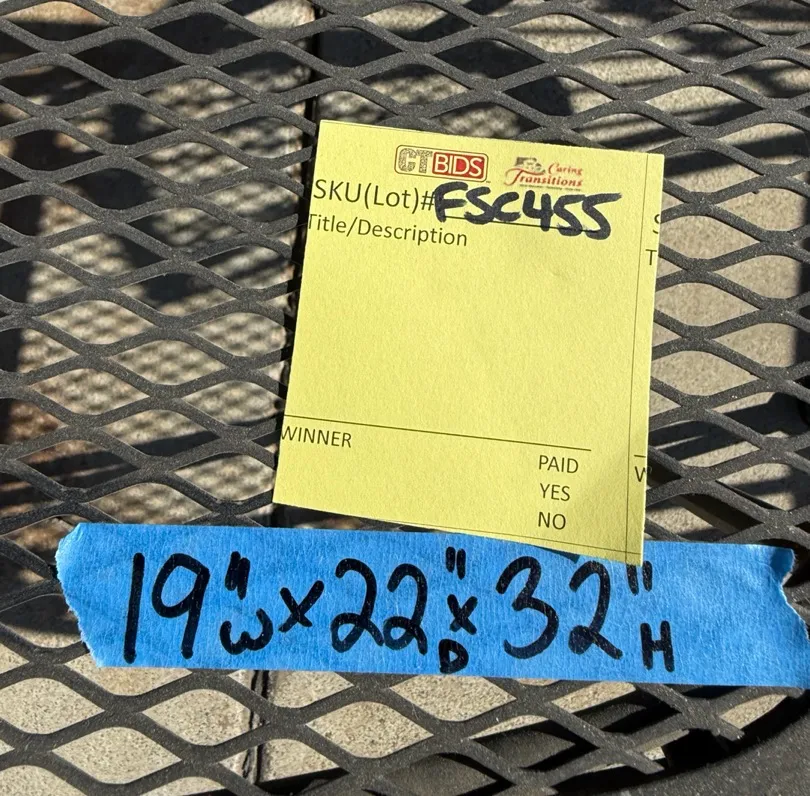 CTBIDS Caring Transitions
SKU(Lot)# FSC455
Title/Description
WINNER
PAID
YES
NO
19"W x 22"D x 32"H